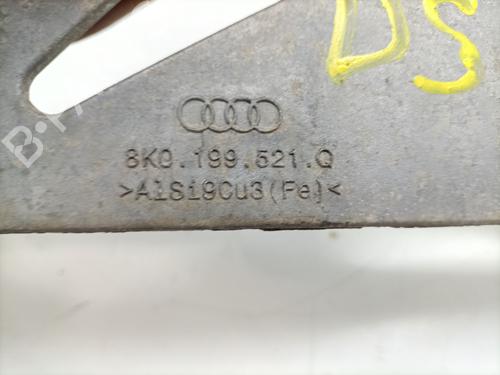 DS
8K0.199.521.Q
>AlSi9Cu3(Fe)<